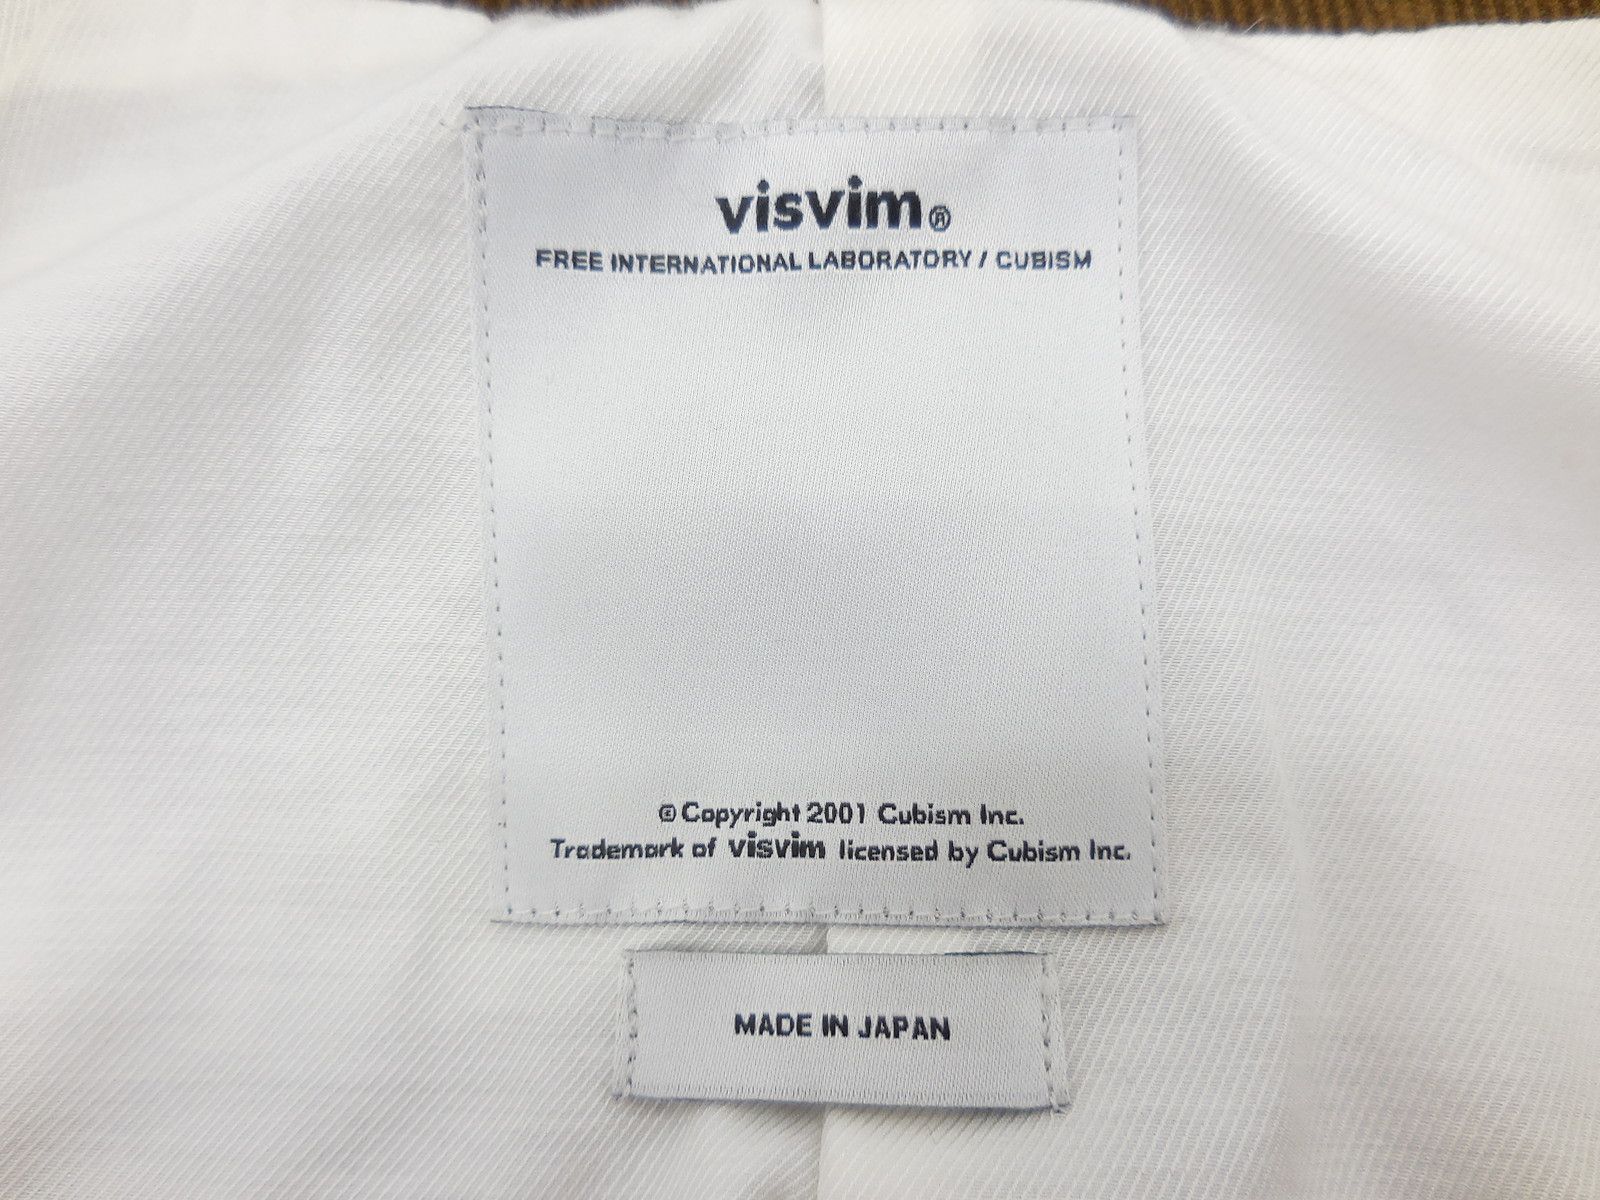 visvim®
FREE INTERNATIONAL LABORATORY / CUBISM
© Copyright 2001 Cubism Inc.
Trademark of visvim licensed by Cubism Inc.
MADE IN JAPAN